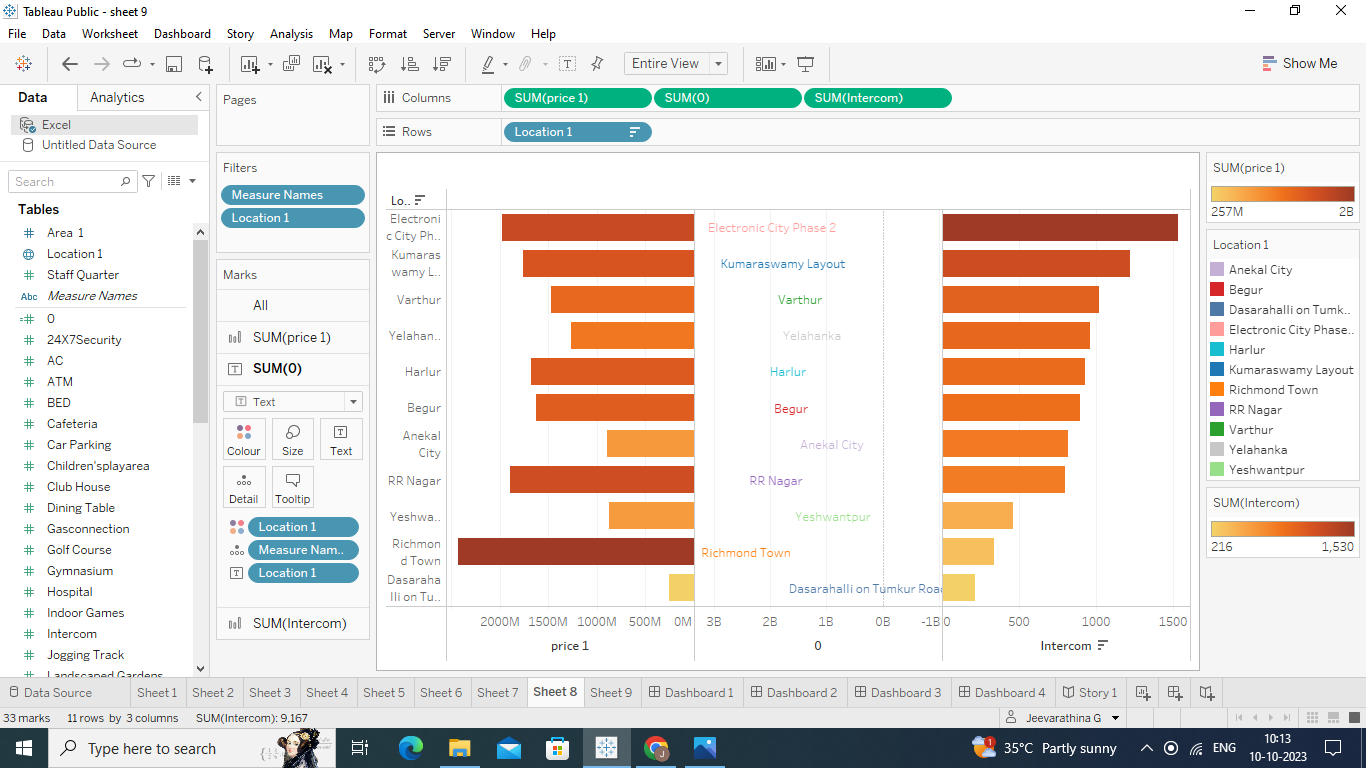 Tableau Public - sheet 9
File Data Worksheet Dashboard Story Analysis Map Format Server Window Help
Entire View
Show Me
Data Analytics
Excel
Untitled Data Source
Search
Tables
Area 1
Location 1
Staff Quarter
Abc Measure Names
0
24X7Security
AC
ATM
BED
Cafeteria
Car Parking
Children'splayarea
Club House
Dining Table
Gasconnection
Golf Course
Gymnasium
Hospital
Indoor Games
Intercom
Jogging Track
Landscaped Gardens
Pages
Filters
Measure Names
Location 1
Marks
All
SUM(price 1)
SUM(0)
Text
Colour Size Text
Detail Tooltip
Location 1
Measure Nam..
Location 1
SUM(Intercom)
Columns SUM(price 1) SUM(0) SUM(Intercom)
Rows Location 1
Lo..
Electroni
c City Ph..
Electronic City Phase 2
Kumaras
wamy L..
Kumaraswamy Layout
Varthur Varthur
Yelahan.. Yelahanka
Harlur Harlur
Begur Begur
Anekal
City
Anekal City
RR Nagar RR Nagar
Yeshwa.. Yeshwantpur
Richmon
d Town
Richmond Town
Dasaraha
lli on Tu..
Dasarahalli on Tumkur Road
2000M 1500M 1000M 500M 0M 3B 2B 1B 0B -1B 0 500 1000 1500
price 1 0 Intercom
SUM(price 1)
257M 2B
Location 1
Anekal City
Begur
Dasarahalli on Tumk..
Electronic City Phase..
Harlur
Kumaraswamy Layout
Richmond Town
RR Nagar
Varthur
Yelahanka
Yeshwantpur
SUM(Intercom)
216 1,530
Data Source Sheet 1 Sheet 2 Sheet 3 Sheet 4 Sheet 5 Sheet 6 Sheet 7 Sheet 8 Sheet 9 Dashboard 1 Dashboard 2 Dashboard 3 Dashboard 4 Story 1
33 marks 11 rows by 3 columns SUM(Intercom): 9,167 Jeevarathina G
Type here to search
J
1
35°C Partly sunny
ENG
10:13
10-10-2023